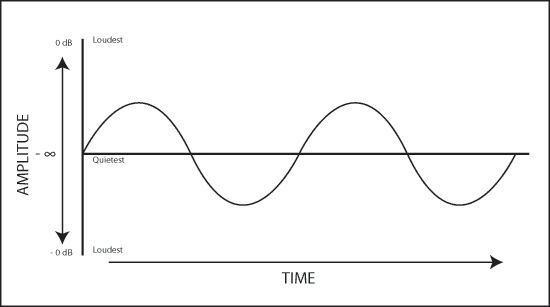 0 dB
Loudest
AMPLITUDE
- ∞
Quietest
- 0 dB
Loudest
TIME